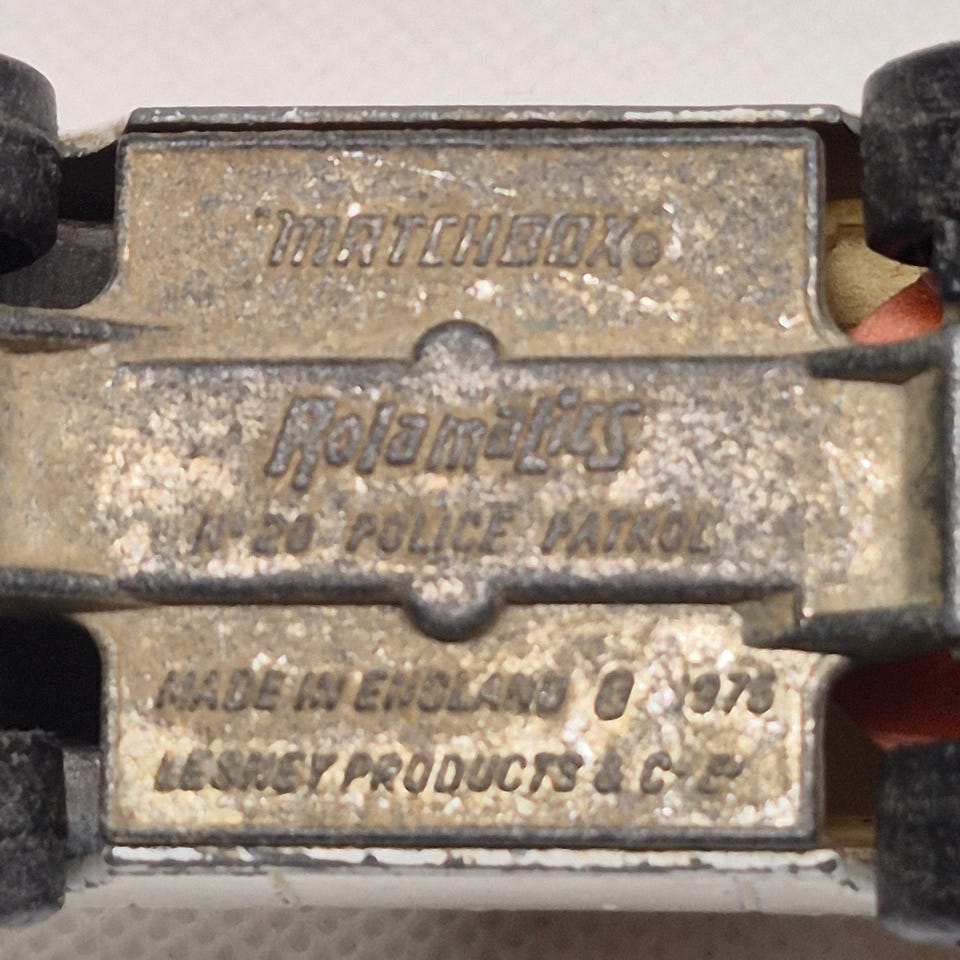 MATCHBOX®
Rolamatics
No 20 POLICE PATROL
MADE IN ENGLAND © 1975
LESNEY PRODUCTS & Co Ltd